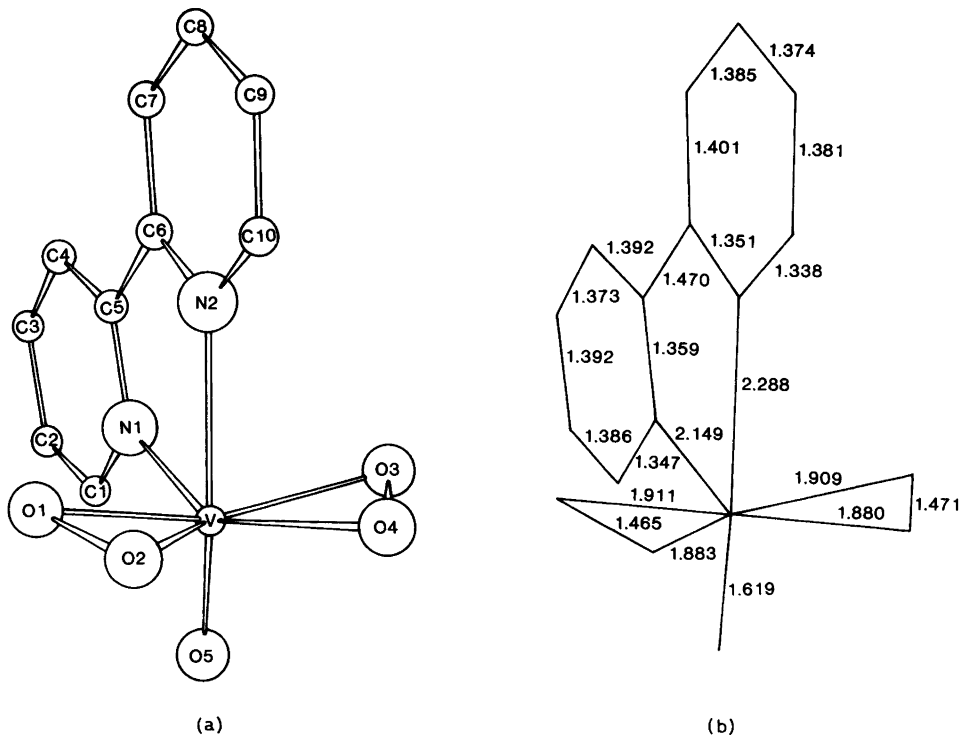 C8
C7
C9
C6
C10
C4
C5
N2
C3
N1
C2
C1
O3
O1
V
O4
O2
O5
(a)
1.374
1.385
1.401
1.381
1.351
1.392
1.470
1.338
1.373
1.359
1.392
2.288
2.149
1.386
1.347
1.909
1.911
1.471
1.880
1.465
1.883
1.619
(b)